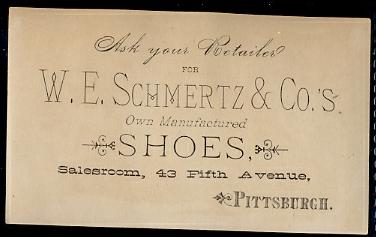 Ask your Retailer
FOR
W. E. SCHMERTZ & CO.'S.
Own Manufactured
SHOES,
Salesroom, 43 Fifth Avenue,
PITTSBURGH.